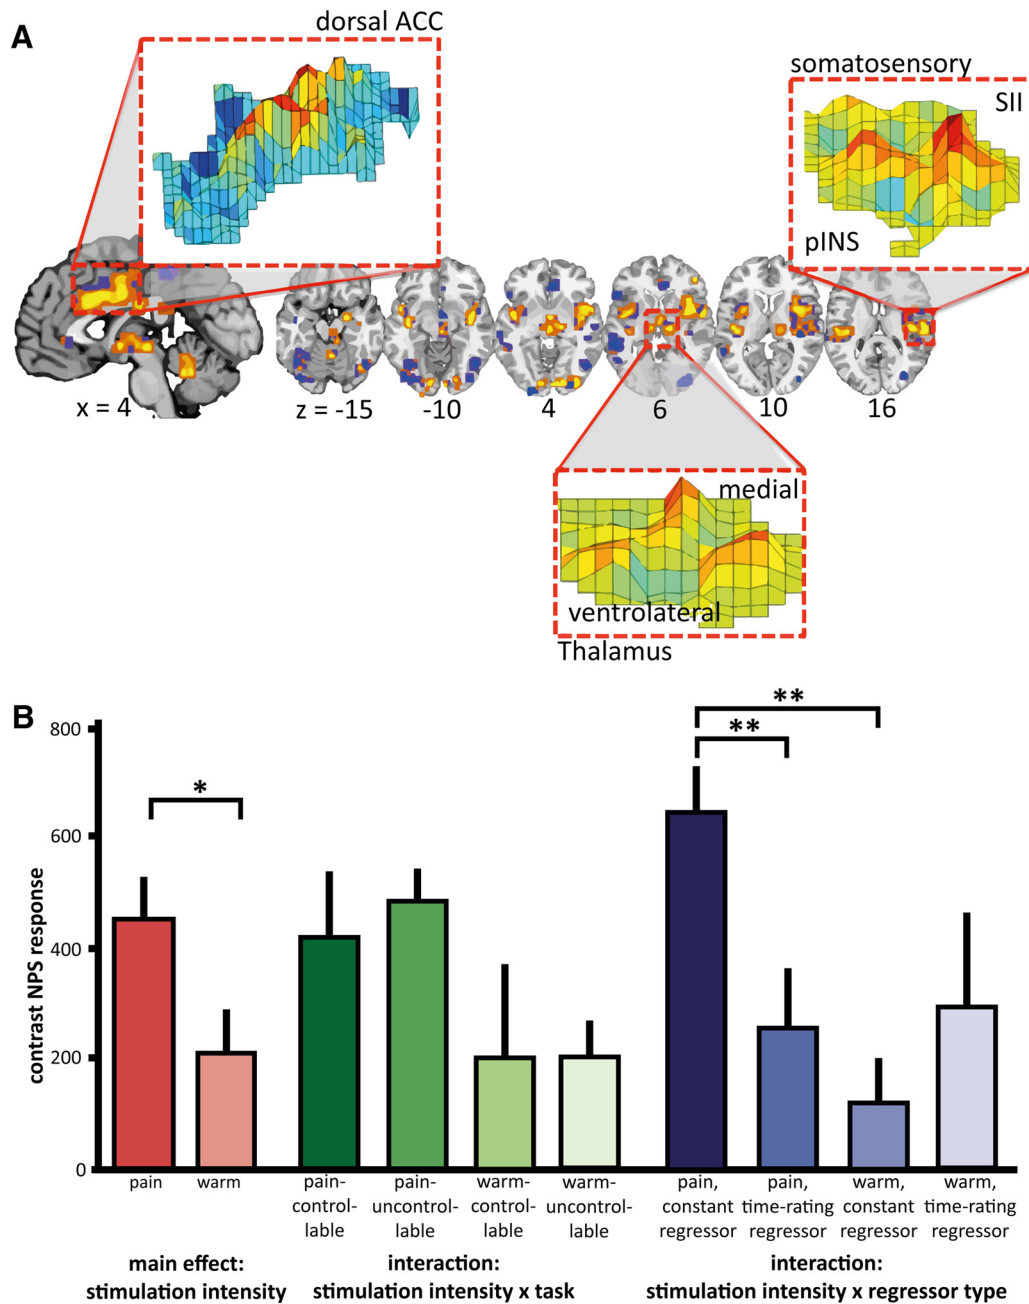 A
dorsal ACC
somatosensory
SII
pINS
x = 4
z = -15
-10
4
6
10
16
medial
ventrolateral
Thalamus
B
contrast NPS response
800
600
400
200
0
*
**
**
pain
warm
pain-
control-
lable
pain-
uncontrol-
lable
warm-
control-
lable
warm-
uncontrol-
lable
pain,
constant
regressor
pain,
time-rating
regressor
warm,
constant
regressor
warm,
time-rating
regressor
main effect:
stimulation intensity
interaction:
stimulation intensity x task
interaction:
stimulation intensity x regressor type